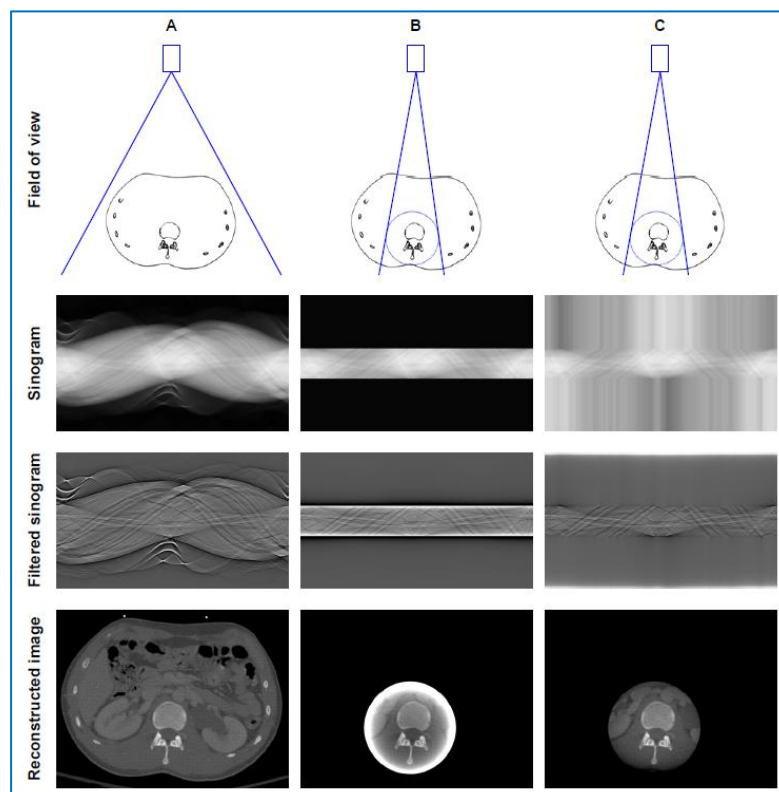 A B C
Field of view
Sinogram
Filtered sinogram
Reconstructed image